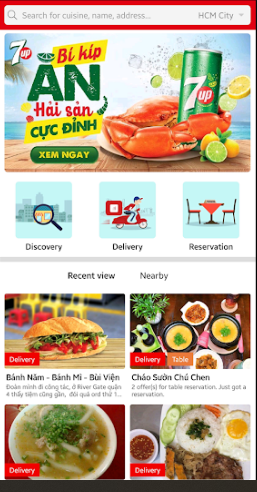 Search for cuisine, name, address...
HCM City
7up
Bí kíp
ĂN
Hải sản
CỰC ĐỈNH
XEM NGAY
7
up
Discovery
Delivery
Reservation
Recent view
Nearby
Delivery
Delivery
Table
Bánh Năm - Bánh Mì - Bùi Viện
Đoàn mình đi công tác, ở River Gate quận
4 thấy tiệm cũng gần, đói quá ord thử 1...
Cháo Sườn Chú Chen
2 offer(s) for table reservation. Just got a
reservation.
Delivery
Delivery